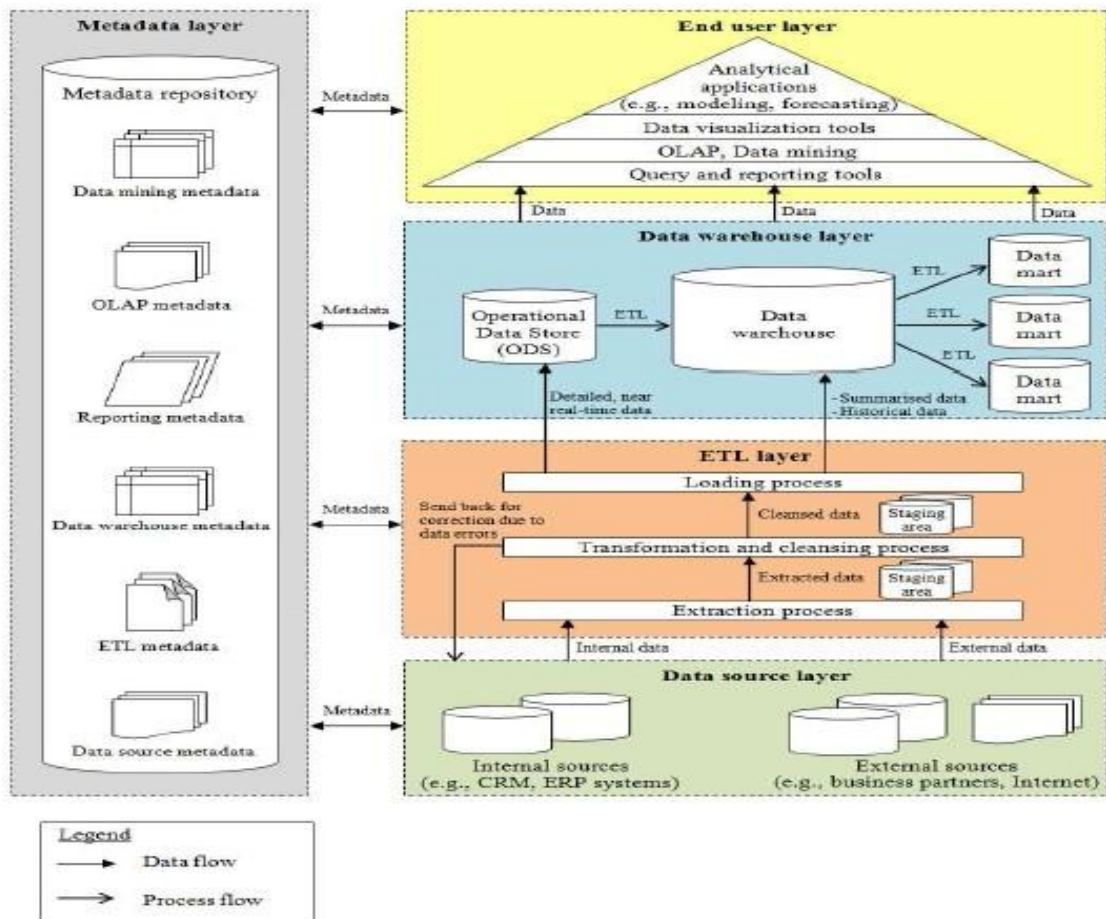 Metadata layer
Metadata repository
Data mining metadata
OLAP metadata
Reporting metadata
Data warehouse metadata
ETL metadata
Data source metadata
Metadata
Metadata
Metadata
Metadata
End user layer
Analytical
applications
(e.g., modeling, forecasting)
Data visualization tools
OLAP, Data mining
Query and reporting tools
Data
Data
Data
Data warehouse layer
Operational
Data Store
(ODS)
ETL
Data
warehouse
ETL
ETL
ETL
Data
mart
Data
mart
Data
mart
Detailed, near
real-time data
- Summarised data
- Historical data
ETL layer
Loading process
Send back for
correction due to
data errors
Cleansed data
Staging
area
Transformation and cleansing process
Extracted data
Staging
area
Extraction process
Internal data
External data
Data source layer
Internal sources
(e.g., CRM, ERP systems)
External sources
(e.g., business partners, Internet)
Legend
Data flow
Process flow